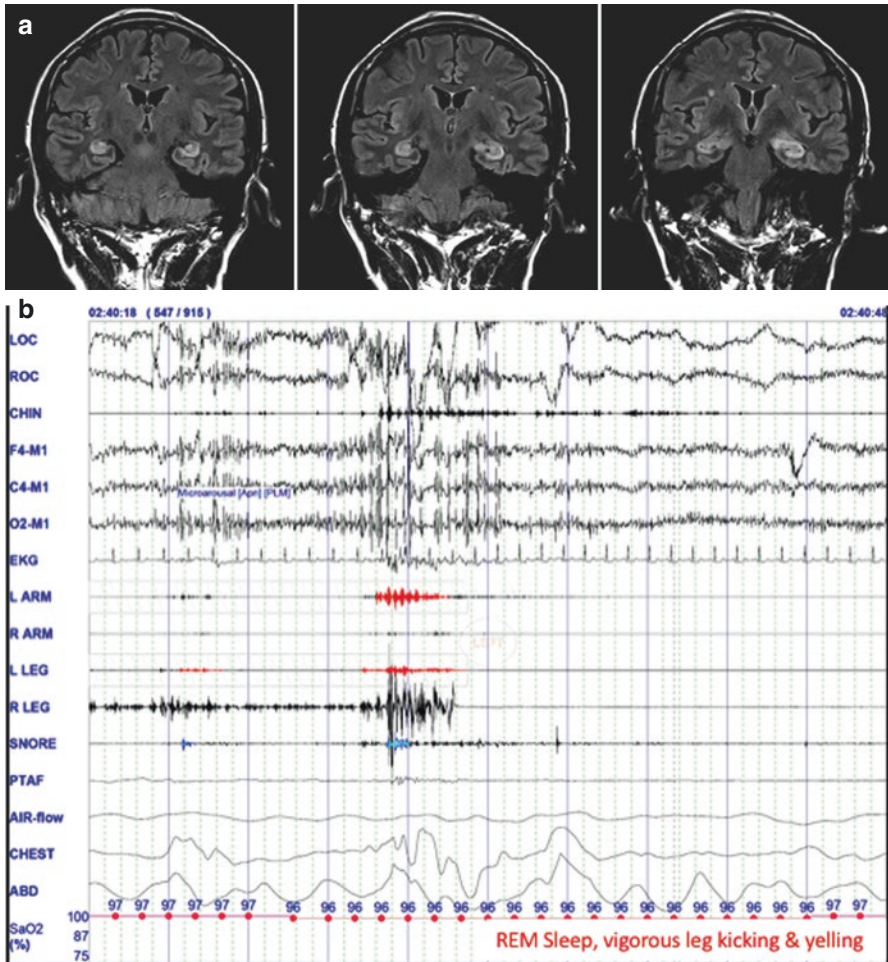 a
b
02:40:18 ( 547 / 915 ) 02:40:48
LOC
ROC
CHIN
F4-M1
C4-M1
Microarousal [Apn] [PLM]
O2-M1
EKG
L ARM
R ARM
L LEG
R LEG
SNORE
PTAF
AIR-flow
CHEST
ABD
97 97 97 97 97 97 96 96 96 96 96 96 96 96 96 96 96 96 96 96 96 96 96 96 96 96 97 97
100
SaO2
(%)
87
75
REM Sleep, vigorous leg kicking & yelling